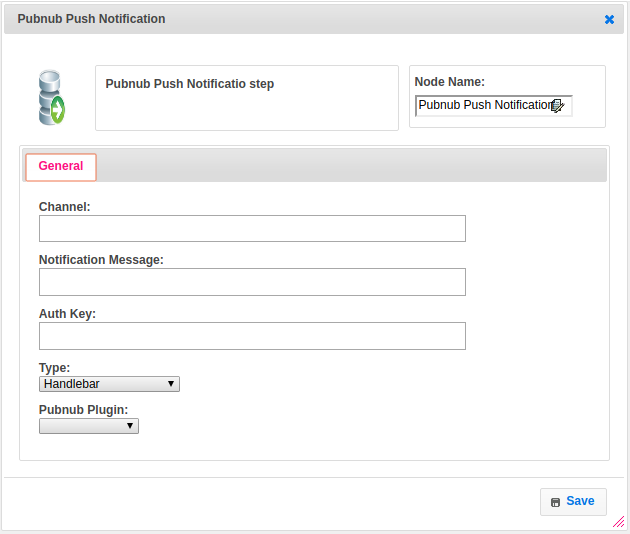 Pubnub Push Notification
Pubnub Push Notificatio step
Node Name:
Pubnub Push Notification
General
Channel:
Notification Message:
Auth Key:
Type:
Handlebar
Pubnub Plugin:
Save